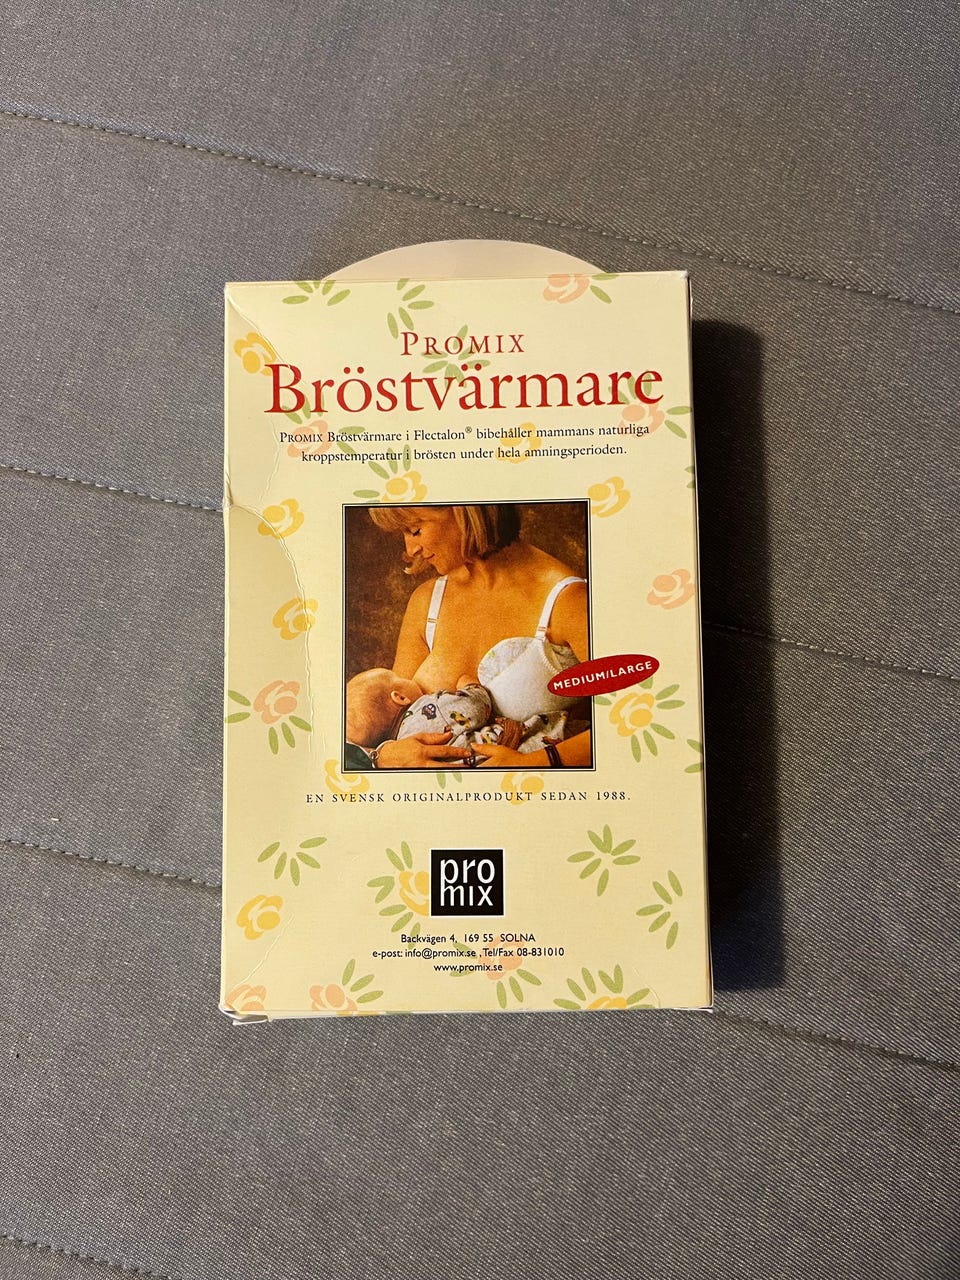 PROMIX
Bröstvärmare
PROMIX Bröstvärmare i Flectalon® bibehåller mammans naturliga
kroppstemperatur i brösten under hela amningsperioden.
MEDIUM/LARGE
EN SVENSK ORIGINALPRODUKT SEDAN 1988.
pro
mix
Backvägen 4, 169 55 SOLNA
e-post: info@promix.se , Tel/Fax 08-831010
www.promix.se